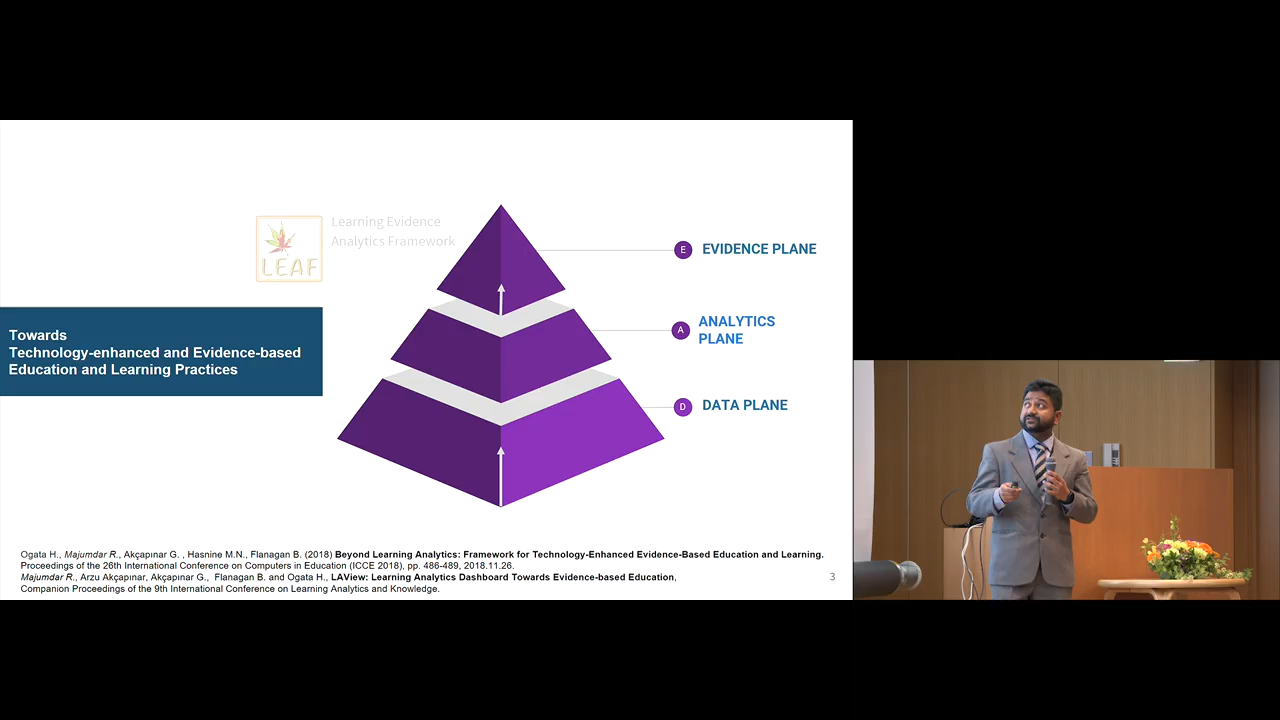 Learning Evidence
Analytics Framework
LEAF
E EVIDENCE PLANE
A ANALYTICS
PLANE
D DATA PLANE
Towards
Technology-enhanced and Evidence-based
Education and Learning Practices
Ogata H., Majumdar R., Akçapınar G. , Hasnine M.N., Flanagan B. (2018) Beyond Learning Analytics: Framework for Technology-Enhanced Evidence-Based Education and Learning.
Proceedings of the 26th International Conference on Computers in Education (ICCE 2018), pp. 486-489, 2018.11.26.
Majumdar R., Arzu Akçapınar, Akçapınar G., Flanagan B. and Ogata H., LAView: Learning Analytics Dashboard Towards Evidence-based Education,
Companion Proceedings of the 9th International Conference on Learning Analytics and Knowledge.
3